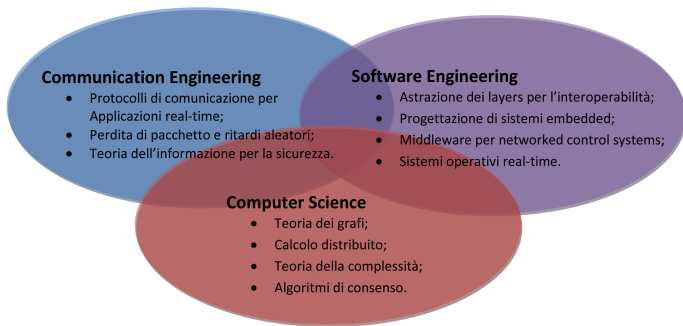 Communication Engineering
• Protocolli di comunicazione per
Applicazioni real-time;
• Perdita di pacchetto e ritardi aleatori;
• Teoria dell'informazione per la sicurezza.
Software Engineering
• Astrazione dei layers per l'interoperabilità;
• Progettazione di sistemi embedded;
• Middleware per networked control systems;
• Sistemi operativi real-time.
Computer Science
• Teoria dei grafi;
• Calcolo distribuito;
• Teoria della complessità;
• Algoritmi di consenso.